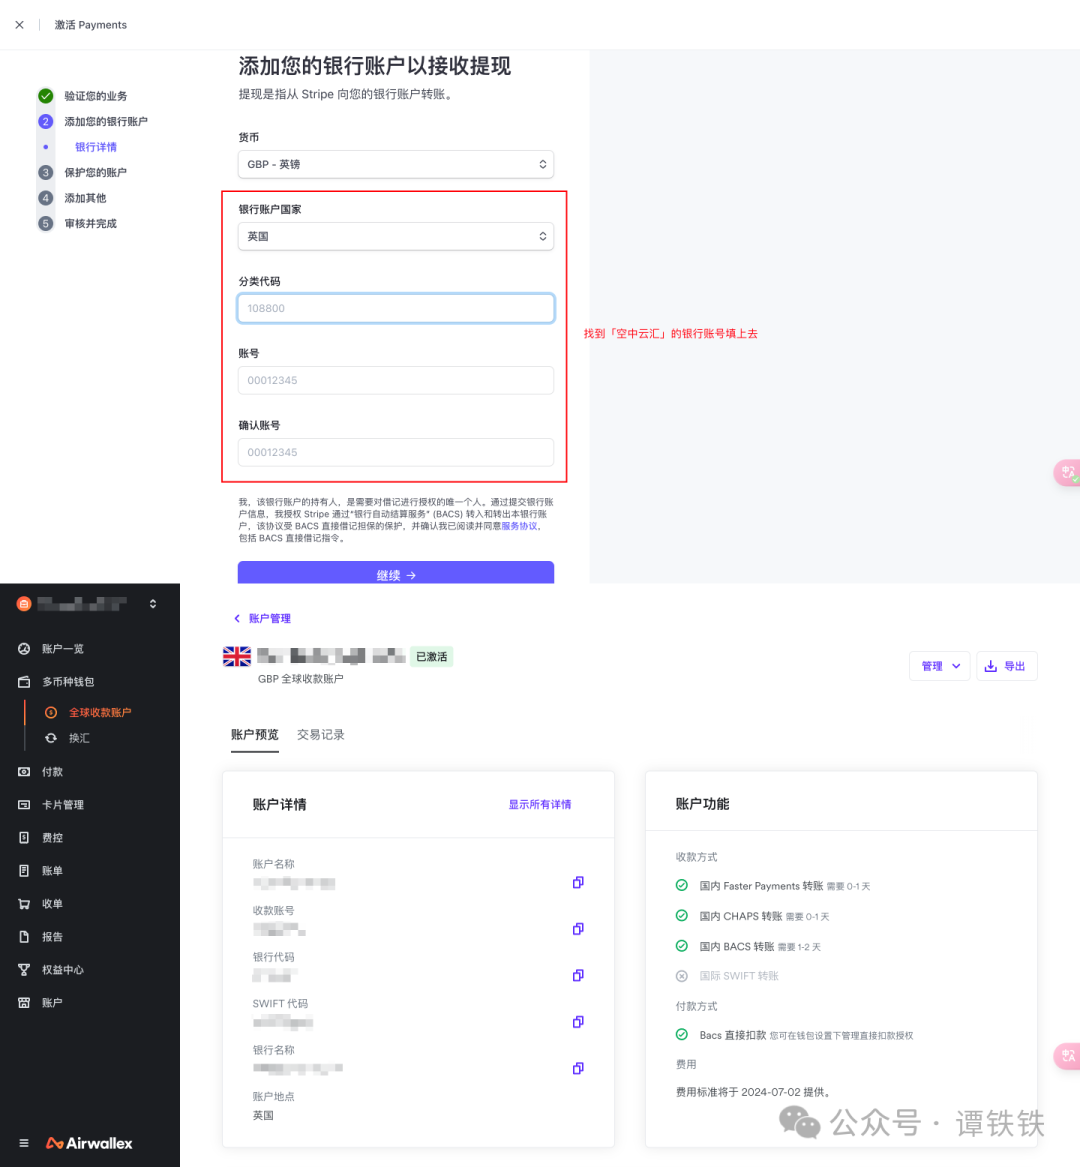 激活 Payments
验证您的业务
2 添加您的银行账户
银行详情
3 保护您的账户
4 添加其他
5 审核并完成
添加您的银行账户以接收提现
提现是指从 Stripe 向您的银行账户转账。
货币
GBP - 英镑
银行账户国家
英国
分类代码
108800
账号
00012345
确认账号
00012345
找到「空中云汇」的银行账号填上去
我，该银行账户的持有人，是需要对借记进行授权的唯一个人。通过提交银行账
户信息，我授权 Stripe 通过“银行自动结算服务” (BACS) 转入和转出本银行账
户，该协议受 BACS 直接借记担保的保护，并确认我已阅读并同意服务协议，
包括 BACS 直接借记指令。
继续 →
账户一览
多币种钱包
全球收款账户
换汇
付款
卡片管理
费控
账单
收单
报告
权益中心
账户
Airwallex
账户管理
已激活
GBP 全球收款账户
管理
导出
账户预览 交易记录
账户详情 显示所有详情
账户名称
收款账号
银行代码
SWIFT 代码
银行名称
账户地点
英国
账户功能
收款方式
国内 Faster Payments 转账 需要 0-1 天
国内 CHAPS 转账 需要 0-1 天
国内 BACS 转账 需要 1-2 天
国际 SWIFT 转账
付款方式
Bacs 直接扣款 您可在钱包设置下管理直接扣款授权
费用
费用标准将于 2024-07-02 提供。
公众号 · 谭铁铁